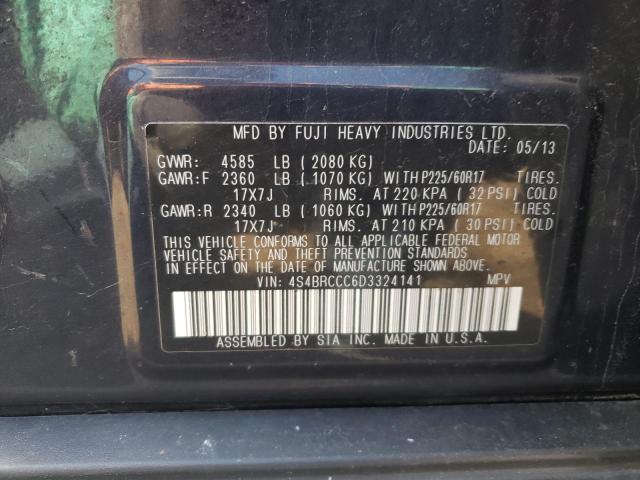 MFD BY FUJI HEAVY INDUSTRIES LTD.
DATE: 05/13
GVWR: 4585 LB ( 2080 KG)
GAWR:F 2360 LB ( 1070 KG) WITH P225/60R17 TIRES.
17X7J RIMS. AT 220 KPA ( 32 PSI) COLD
GAWR:R 2340 LB ( 1060 KG) WITH P225/60R17 TIRES.
17X7J RIMS. AT 210 KPA ( 30 PSI) COLD
THIS VEHICLE CONFORMS TO ALL APPLICABLE FEDERAL MOTOR
VEHICLE SAFETY AND THEFT PREVENTION STANDARDS
IN EFFECT ON THE DATE OF MANUFACTURE SHOWN ABOVE.
VIN: 4S4BRCCC6D3324141 MPV
ASSEMBLED BY SIA INC. MADE IN U.S.A.